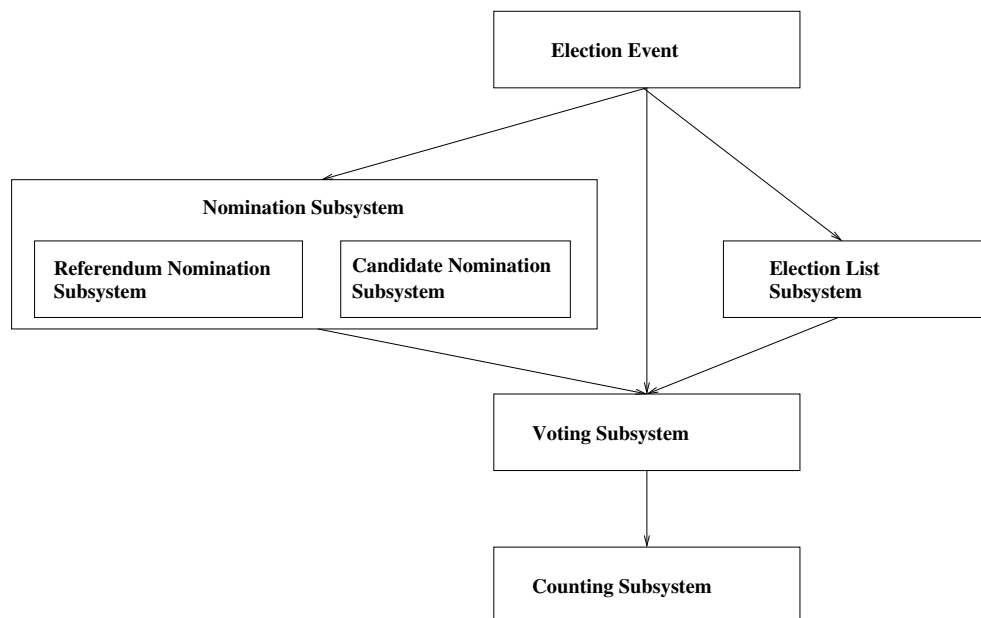 Election Event
Nomination Subsystem
Referendum Nomination
Subsystem
Candidate Nomination
Subsystem
Election List
Subsystem
Voting Subsystem
Counting Subsystem